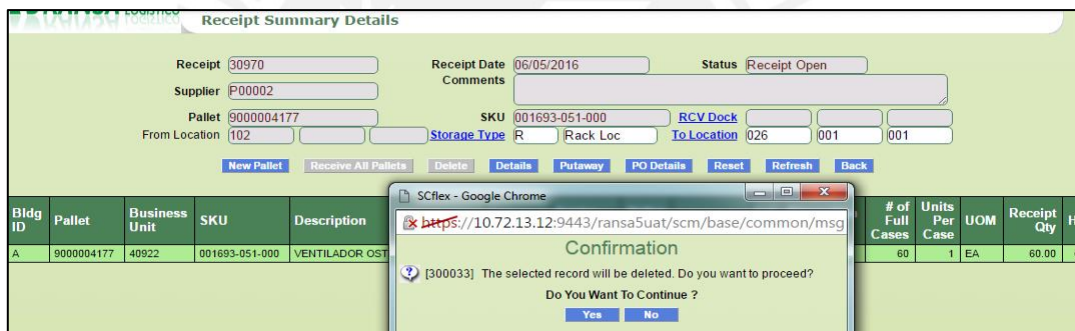 LOGISTICO
Receipt Summary Details
Receipt 30970 Receipt Date 06/05/2016 Status Receipt Open
Supplier P00002 Comments
Pallet 9000004177 SKU 001693-051-000 RCV Dock
From Location 102 Storage Type R Rack Loc To Location 026 001 001
New Pallet Receive All Pallets Delete Details Putaway PO Details Reset Refresh Back
SCflex - Google Chrome
https://10.72.13.12:9443/ransa5uat/scm/base/common/msg
Confirmation
[300033] The selected record will be deleted. Do you want to proceed?
Do You Want To Continue ?
Yes No
Bldg ID Pallet Business Unit SKU Description # of Full Cases Units Per Case UOM Receipt Qty H
A 9000004177 40922 001693-051-000 VENTILADOR OST 60 1 EA 60.00